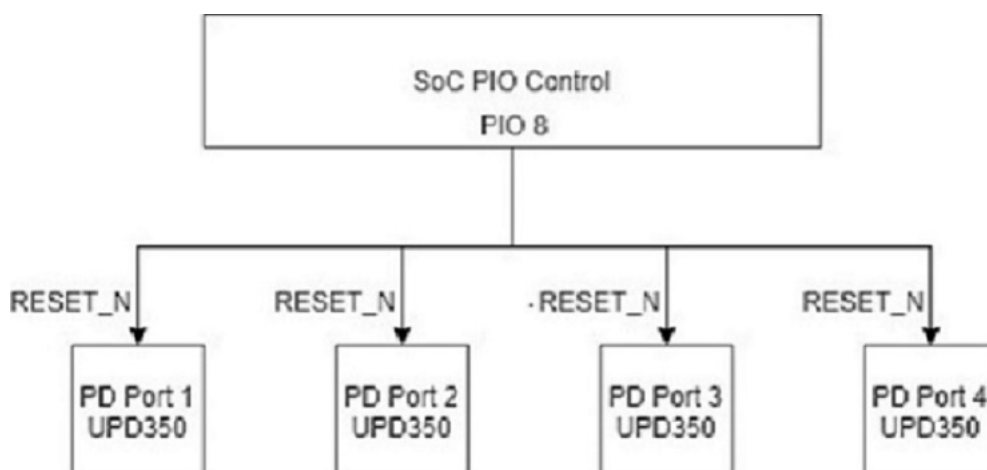 SoC PIO Control
PIO 8
RESET_N RESET_N RESET_N RESET_N
PD Port 1 PD Port 2 PD Port 3 PD Port 4
UPD350 UPD350 UPD350 UPD350